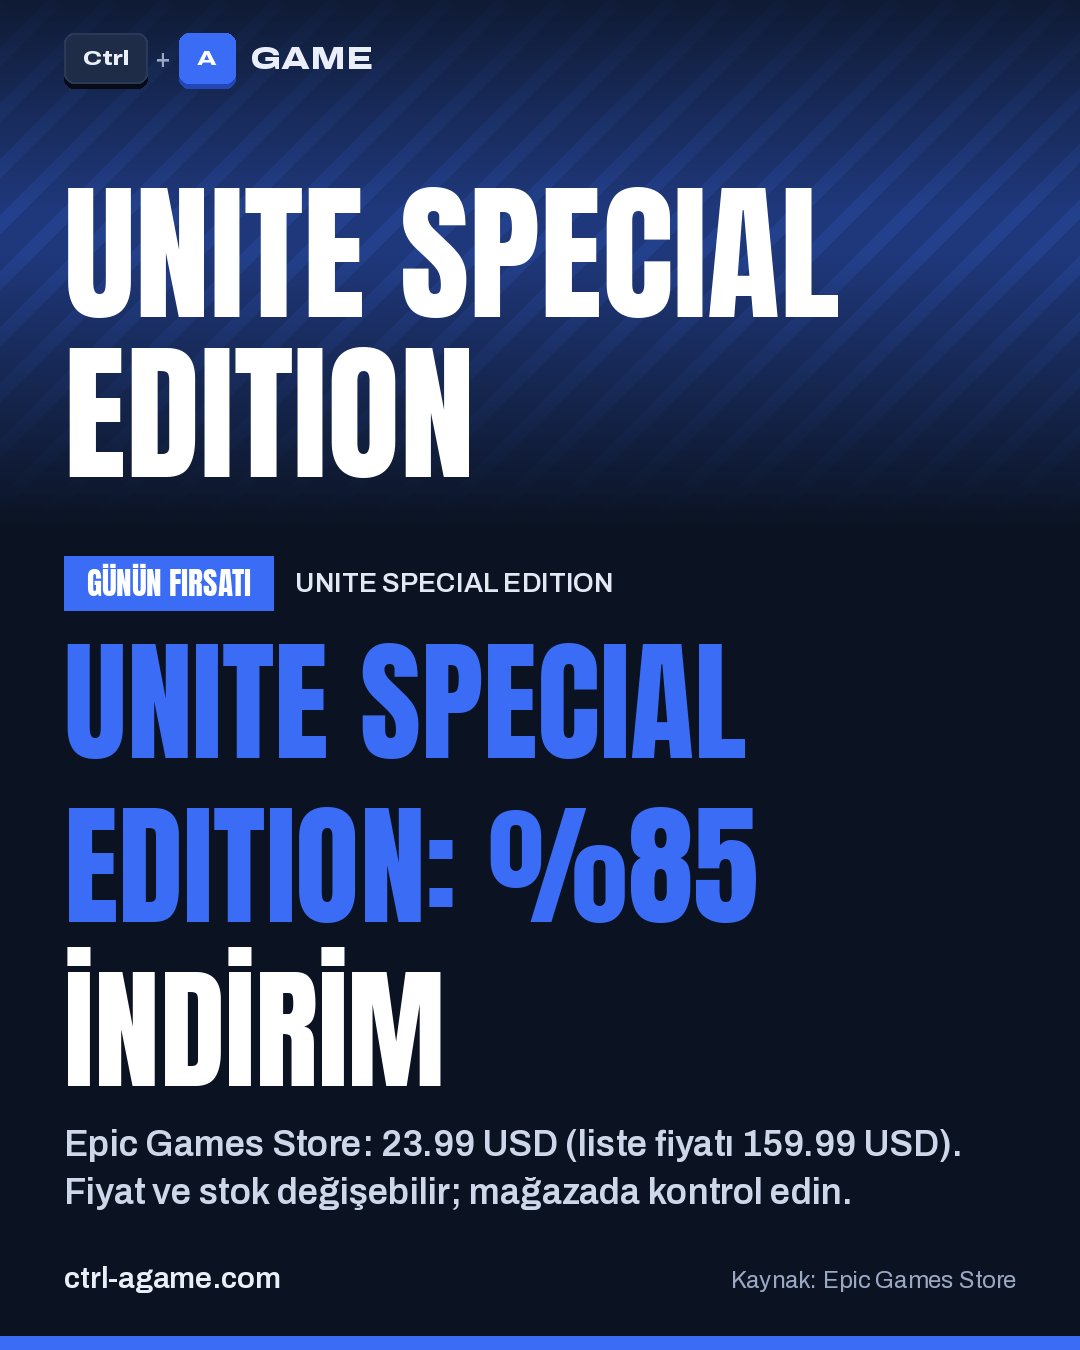 Ctrl + A GAME
UNITE SPECIAL
EDITION
GÜNÜN FIRSATI UNITE SPECIAL EDITION
UNITE SPECIAL
EDITION: %85
İNDİRİM
Epic Games Store: 23.99 USD (liste fiyatı 159.99 USD).
Fiyat ve stok değişebilir; mağazada kontrol edin.
ctrl-agame.com Kaynak: Epic Games Store